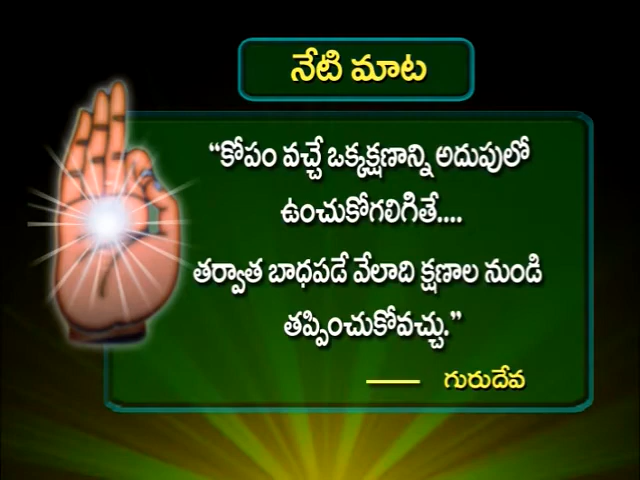 నేటి మాట
“కోపం వచ్చే ఒక్కక్షణాన్ని అదుపులో
ఉంచుకోగలిగితే....
తర్వాత బాధపడే వేలాది క్షణాల నుండి
తప్పించుకోవచ్చు.”
—— గురుదేవ